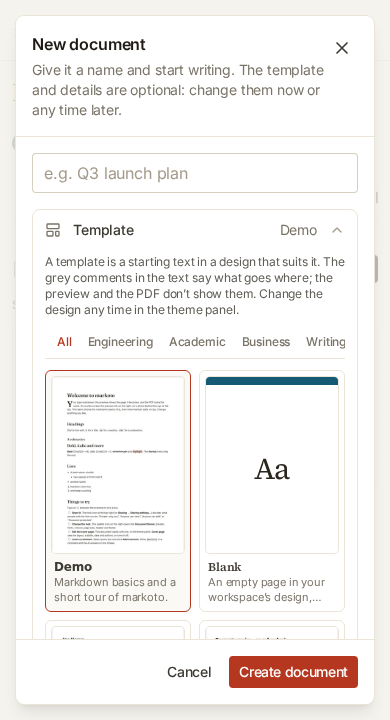 New document
Give it a name and start writing. The template
and details are optional: change them now or
any time later.
e.g. Q3 launch plan
Template
Demo
A template is a starting text in a design that suits it. The
grey comments in the text say what goes where; the
preview and the PDF don't show them. Change the
design any time in the theme panel.
All Engineering Academic Business Writing
Welcome to markoto
Headings
Bold, italic and more
Lists
Things to try
Aa
Demo
Markdown basics and a
short tour of markoto.
Blank
An empty page in your
workspace's design,...
Cancel
Create document